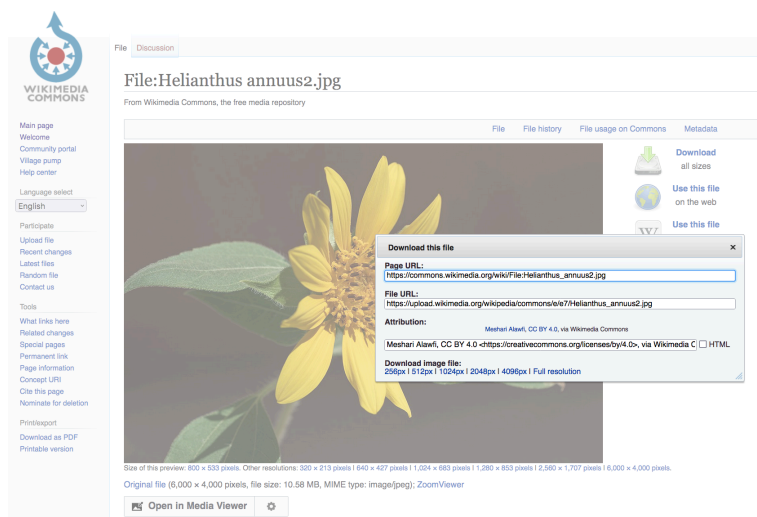 WIKIMEDIA
COMMONS
Main page
Welcome
Community portal
Village pump
Help center
Language select
English
Participate
Upload file
Recent changes
Latest files
Random file
Contact us
Tools
What links here
Related changes
Special pages
Permanent link
Page information
Concept URI
Cite this page
Nominate for deletion
Print/export
Download as PDF
Printable version
File Discussion
File:Helianthus annuus2.jpg
From Wikimedia Commons, the free media repository
File File history File usage on Commons Metadata
Download
all sizes
Use this file
on the web
Use this file
W
Download this file ×
Page URL:
https://commons.wikimedia.org/wiki/File:Helianthus_annuus2.jpg
File URL:
https://upload.wikimedia.org/wikipedia/commons/e/e7/Helianthus_annuus2.jpg
Attribution:
Meshari Alawfi, CC BY 4.0, via Wikimedia Commons
Meshari Alawfi, CC BY 4.0 <https://creativecommons.org/licenses/by/4.0>, via Wikimedia C HTML
Download image file:
256px | 512px | 1024px | 2048px | 4096px | Full resolution
Size of this preview: 800 × 533 pixels. Other resolutions: 320 × 213 pixels | 640 × 427 pixels | 1,024 × 683 pixels | 1,280 × 853 pixels | 2,560 × 1,707 pixels | 6,000 × 4,000 pixels.
Original file (6,000 × 4,000 pixels, file size: 10.58 MB, MIME type: image/jpeg); ZoomViewer
Open in Media Viewer